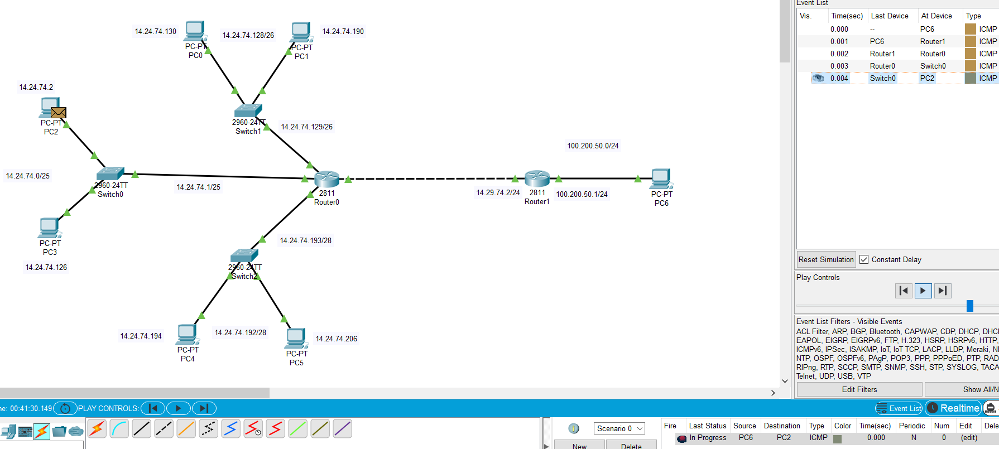 14.24.74.130
14.24.74.128/26
14.24.74.190
PC-PT
PC0
PC-PT
PC1
14.24.74.2
PC-PT
PC2
2960-24TT
Switch1
14.24.74.129/26
100.200.50.0/24
14.24.74.0/25
2960-24TT
Switch0
14.24.74.1/25
2811
Router0
14.29.74.2/24
2811
Router1
100.200.50.1/24
PC-PT
PC6
PC-PT
PC3
14.24.74.126
14.24.74.193/28
2960-24TT
Switch2
14.24.74.194
PC-PT
PC4
14.24.74.192/28
PC-PT
PC5
14.24.74.206
Event List
Vis. Time(sec) Last Device At Device Type
0.000 -- PC6 ICMP
0.001 PC6 Router1 ICMP
0.002 Router1 Router0 ICMP
0.003 Router0 Switch0 ICMP
0.004 Switch0 PC2 ICMP
Reset Simulation Constant Delay
Play Controls
Event List Filters - Visible Events
ACL Filter, ARP, BGP, Bluetooth, CAPWAP, CDP, DHCP,
EAPOL, EIGRP, EIGRPv6, FTP, H.323, HSRP, HSRPv6, HTTP,
ICMPv6, IPSec, ISAKMP, IoT, IoT TCP, LACP, LLDP, Meraki,
NTP, OSPF, OSPFv6, PAgP, POP3, PPP, PPPoED, PTP,
RIPng, RTP, SCCP, SMTP, SNMP, SSH, STP, SYSLOG,
Telnet, UDP, USB, VTP
Edit Filters Show All/N
00:41:30.149 PLAY CONTROLS: Event List Realtime
Scenario 0
New Delete
Fire Last Status Source Destination Type Color Time(sec) Periodic Num Edit
In Progress PC6 PC2 ICMP 0.000 N 0 (edit)